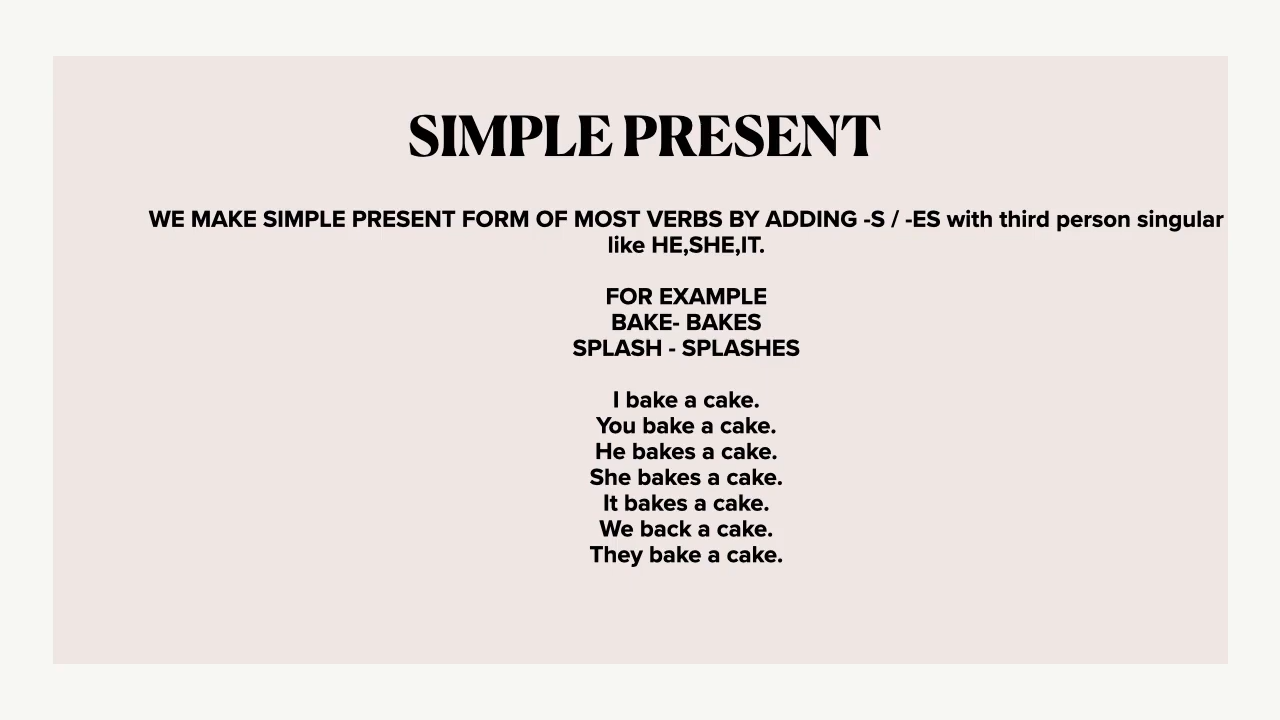 SIMPLE PRESENT
WE MAKE SIMPLE PRESENT FORM OF MOST VERBS BY ADDING -S / -ES with third person singular
like HE,SHE,IT.
FOR EXAMPLE
BAKE- BAKES
SPLASH - SPLASHES
I bake a cake.
You bake a cake.
He bakes a cake.
She bakes a cake.
It bakes a cake.
We back a cake.
They bake a cake.